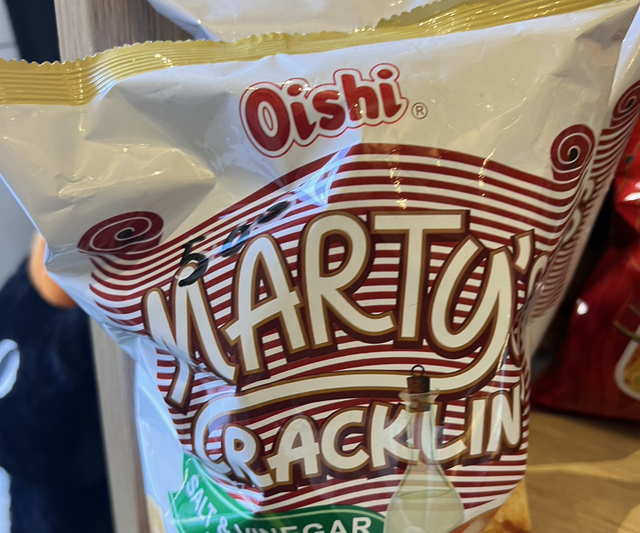 Oishi®
MARTY'S
CRACKLIN
SALT
& VINEGAR